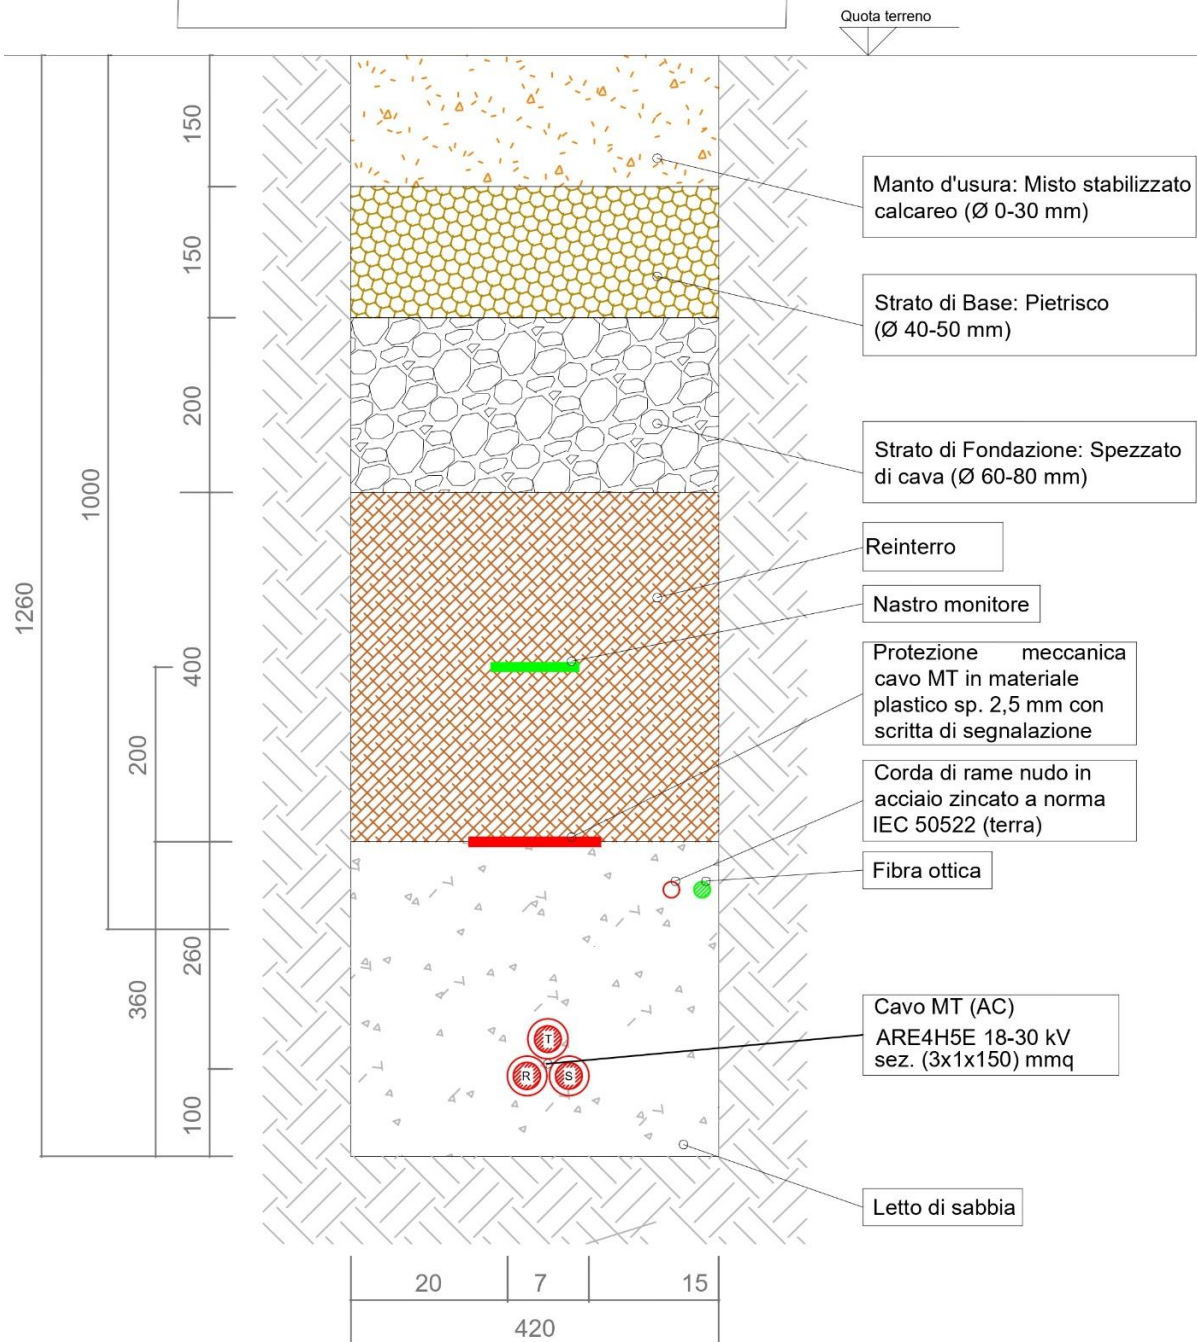 Quota terreno
150
Manto d'usura: Misto stabilizzato
calcareo (Ø 0-30 mm)
150
Strato di Base: Pietrisco
(Ø 40-50 mm)
200
Strato di Fondazione: Spezzato
di cava (Ø 60-80 mm)
1000
Reinterro
1260
Nastro monitore
400
Protezione meccanica
cavo MT in materiale
plastico sp. 2,5 mm con
scritta di segnalazione
200
Corda di rame nudo in
acciaio zincato a norma
IEC 50522 (terra)
Fibra ottica
260
360
Cavo MT (AC)
ARE4H5E 18-30 kV
sez. (3x1x150) mmq
T
R S
100
Letto di sabbia
20 7 15
420